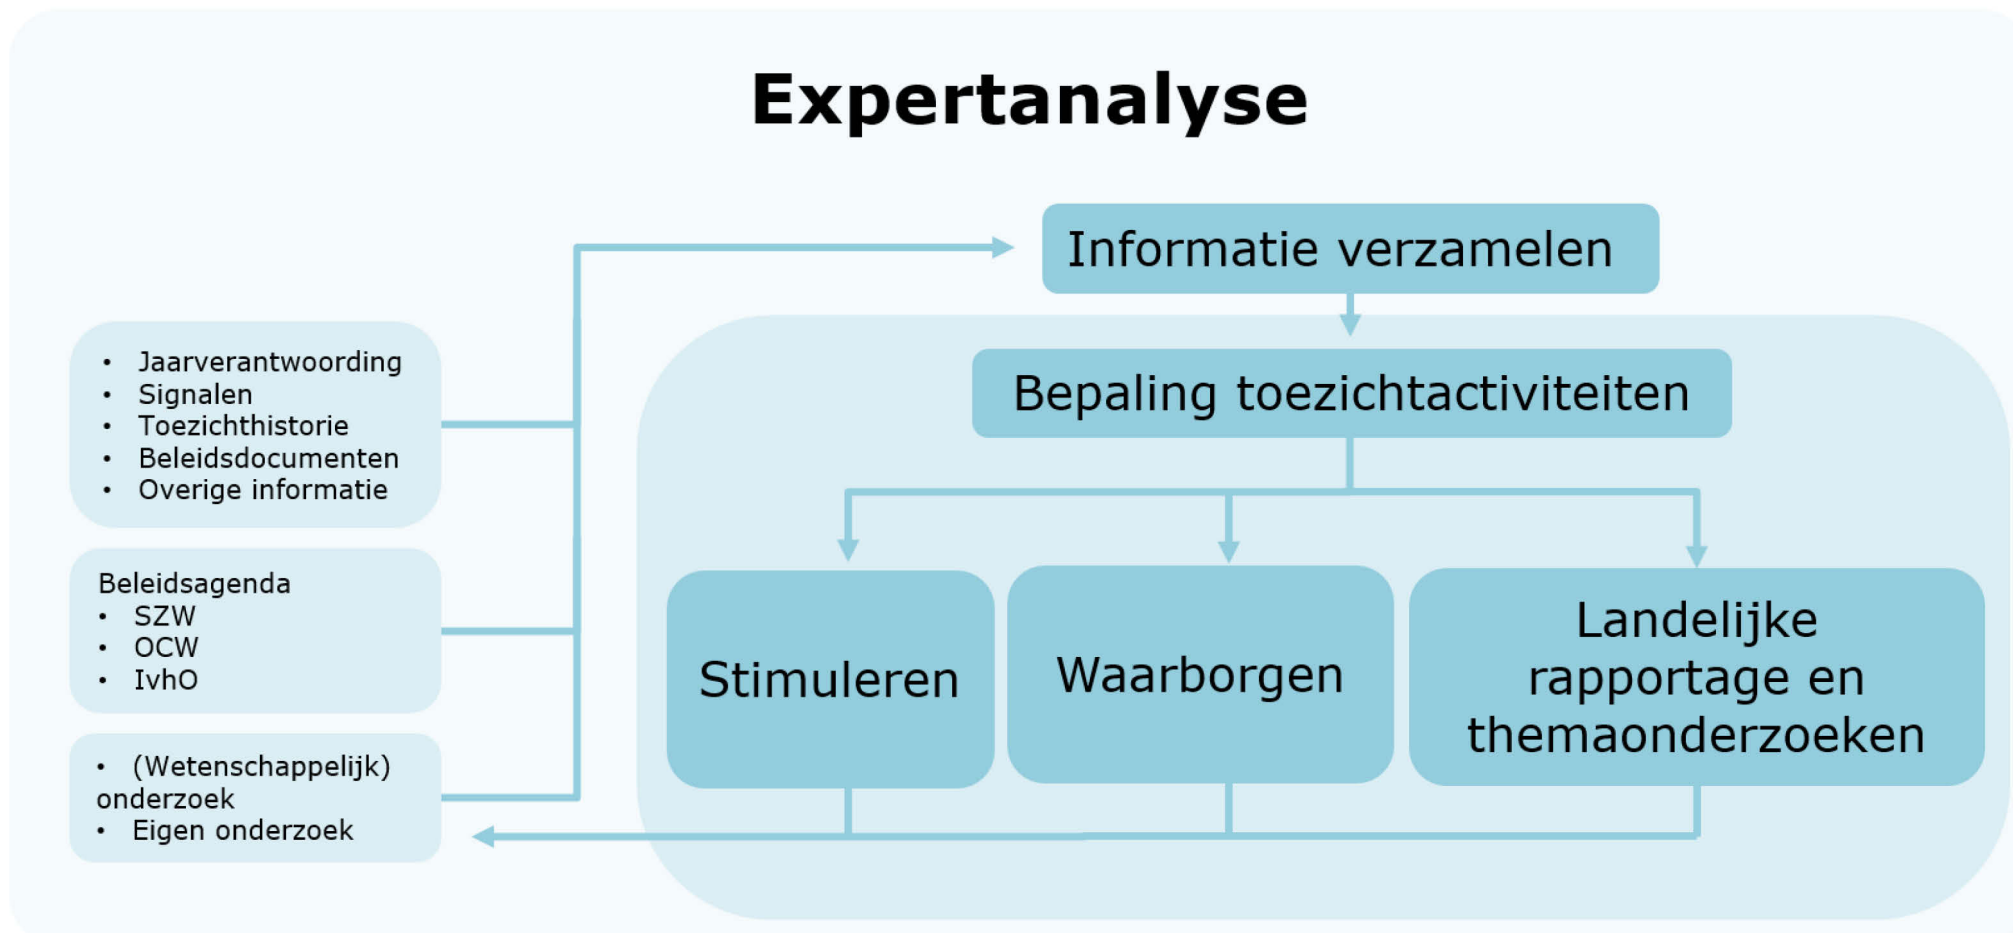 Expertanalyse
Informatie verzamelen
Bepaling toezichtactiviteiten
• Jaarverantwoording
• Signalen
• Toezichthistorie
• Beleidsdocumenten
• Overige informatie
Beleidsagenda
• SZW
• OCW
• IvhO
• (Wetenschappelijk)
onderzoek
• Eigen onderzoek
Stimuleren
Waarborgen
Landelijke
rapportage en
themaonderzoeken